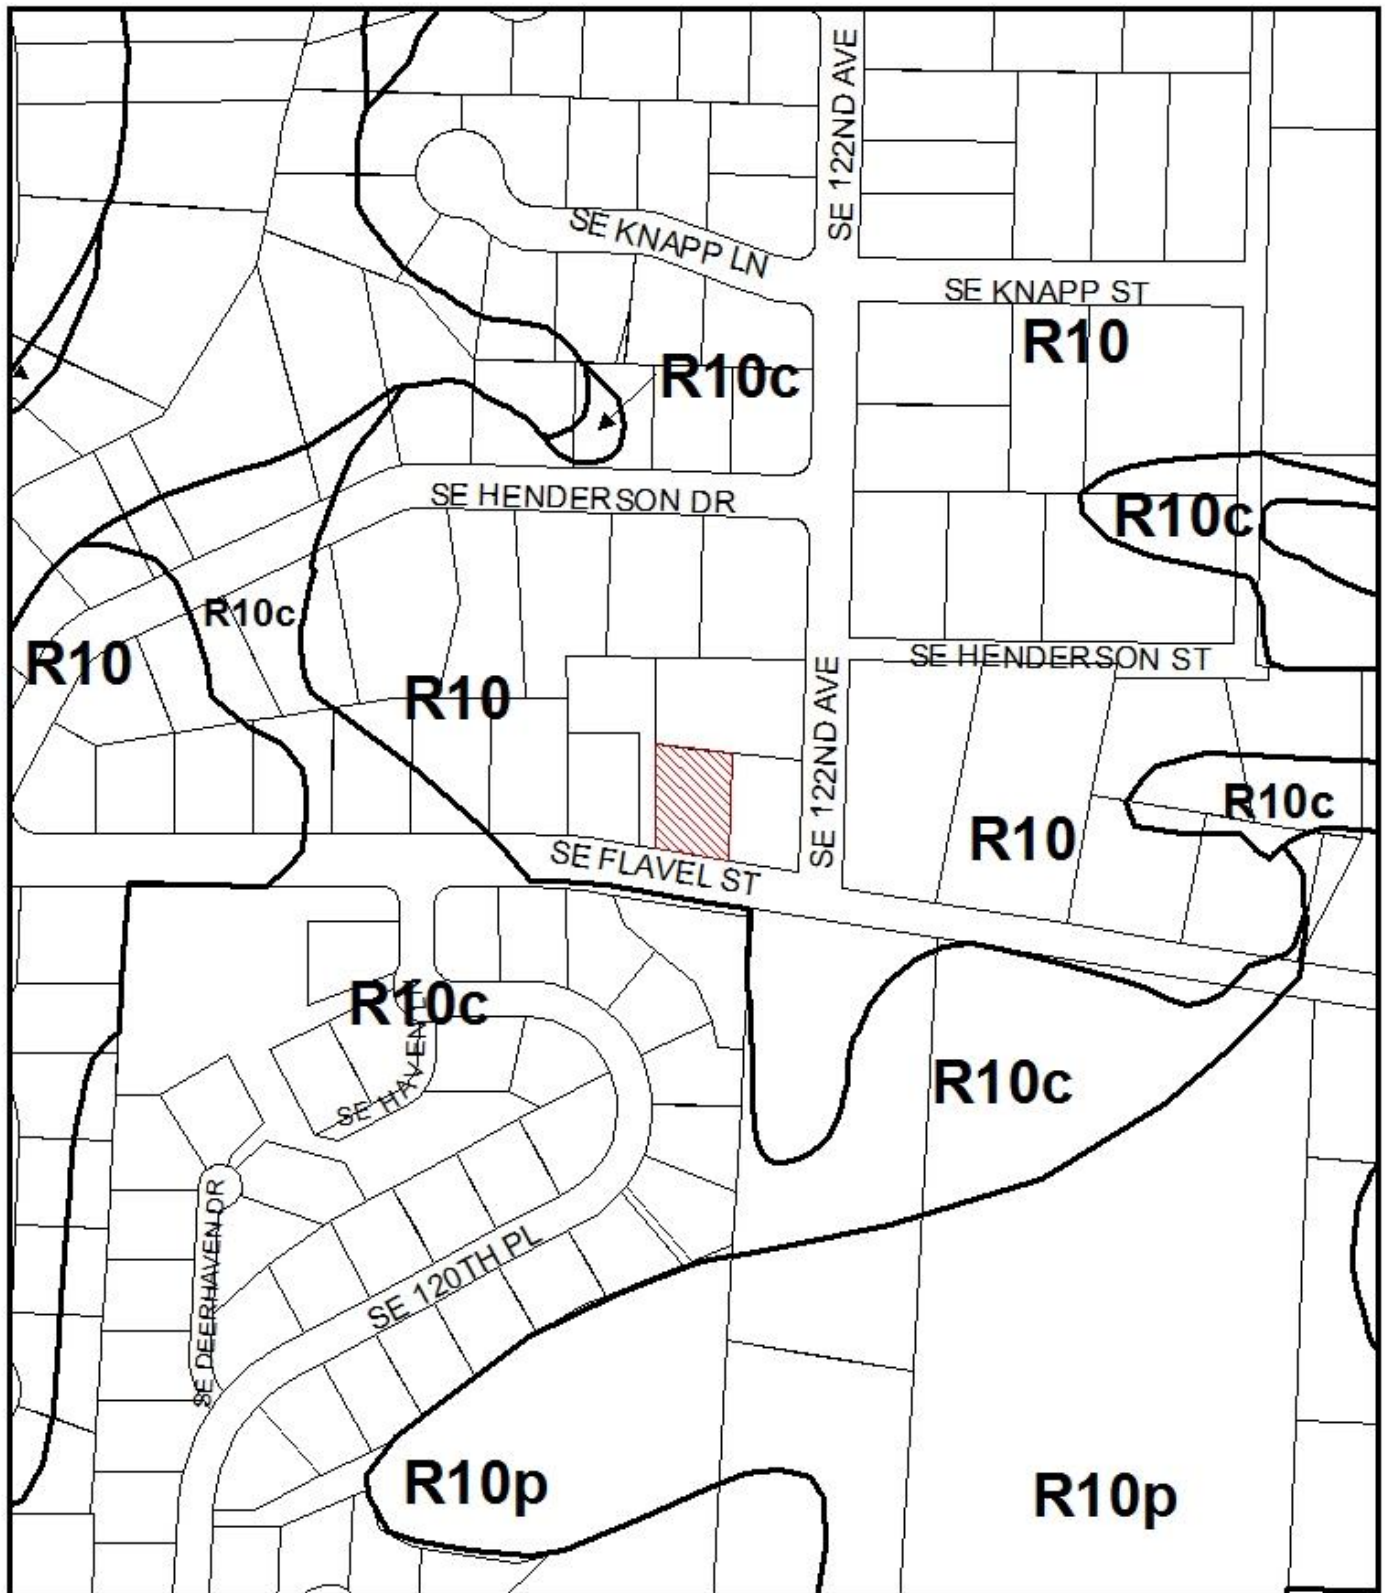 SE 122ND AVE
SE KNAPP LN
SE KNAPP ST
R10
R10c
SE HENDERSON DR
R10c
R10c
R10
SE HENDERSON ST
R10
SE 122ND AVE
R10c
R10
SE FLAVEL ST
R10c
SE HAVEN
R10c
SE DEERHAVEN DR
SE 120TH PL
R10p
R10p